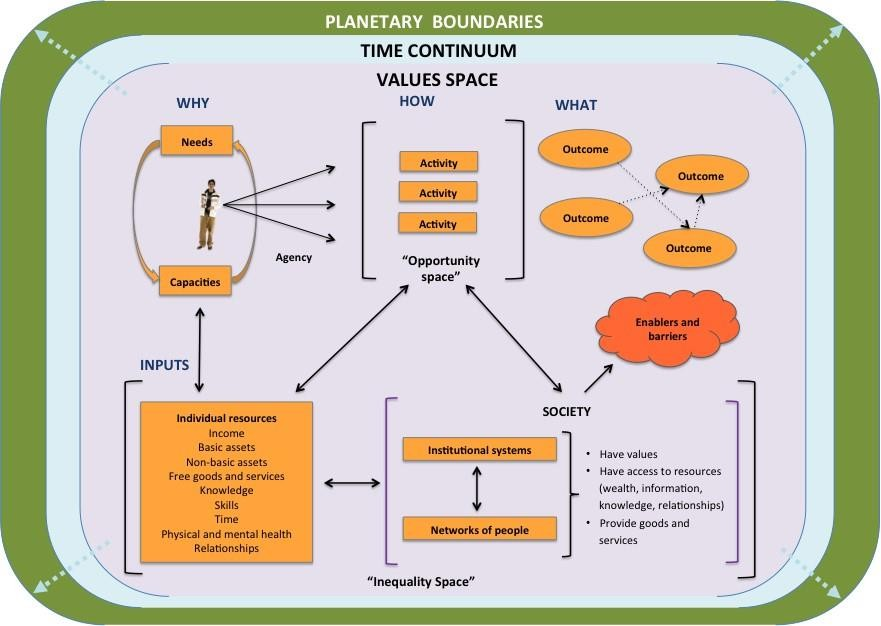 PLANETARY BOUNDARIES
TIME CONTINUUM
VALUES SPACE
WHY
HOW
WHAT
Needs
Capacities
Agency
Activity
Activity
Activity
“Opportunity
space”
Outcome
Outcome
Outcome
Outcome
Enablers and
barriers
INPUTS
Individual resources
Income
Basic assets
Non-basic assets
Free goods and services
Knowledge
Skills
Time
Physical and mental health
Relationships
SOCIETY
Institutional systems
Networks of people
• Have values
• Have access to resources
(wealth, information,
knowledge, relationships)
• Provide goods and
services
“Inequality Space”